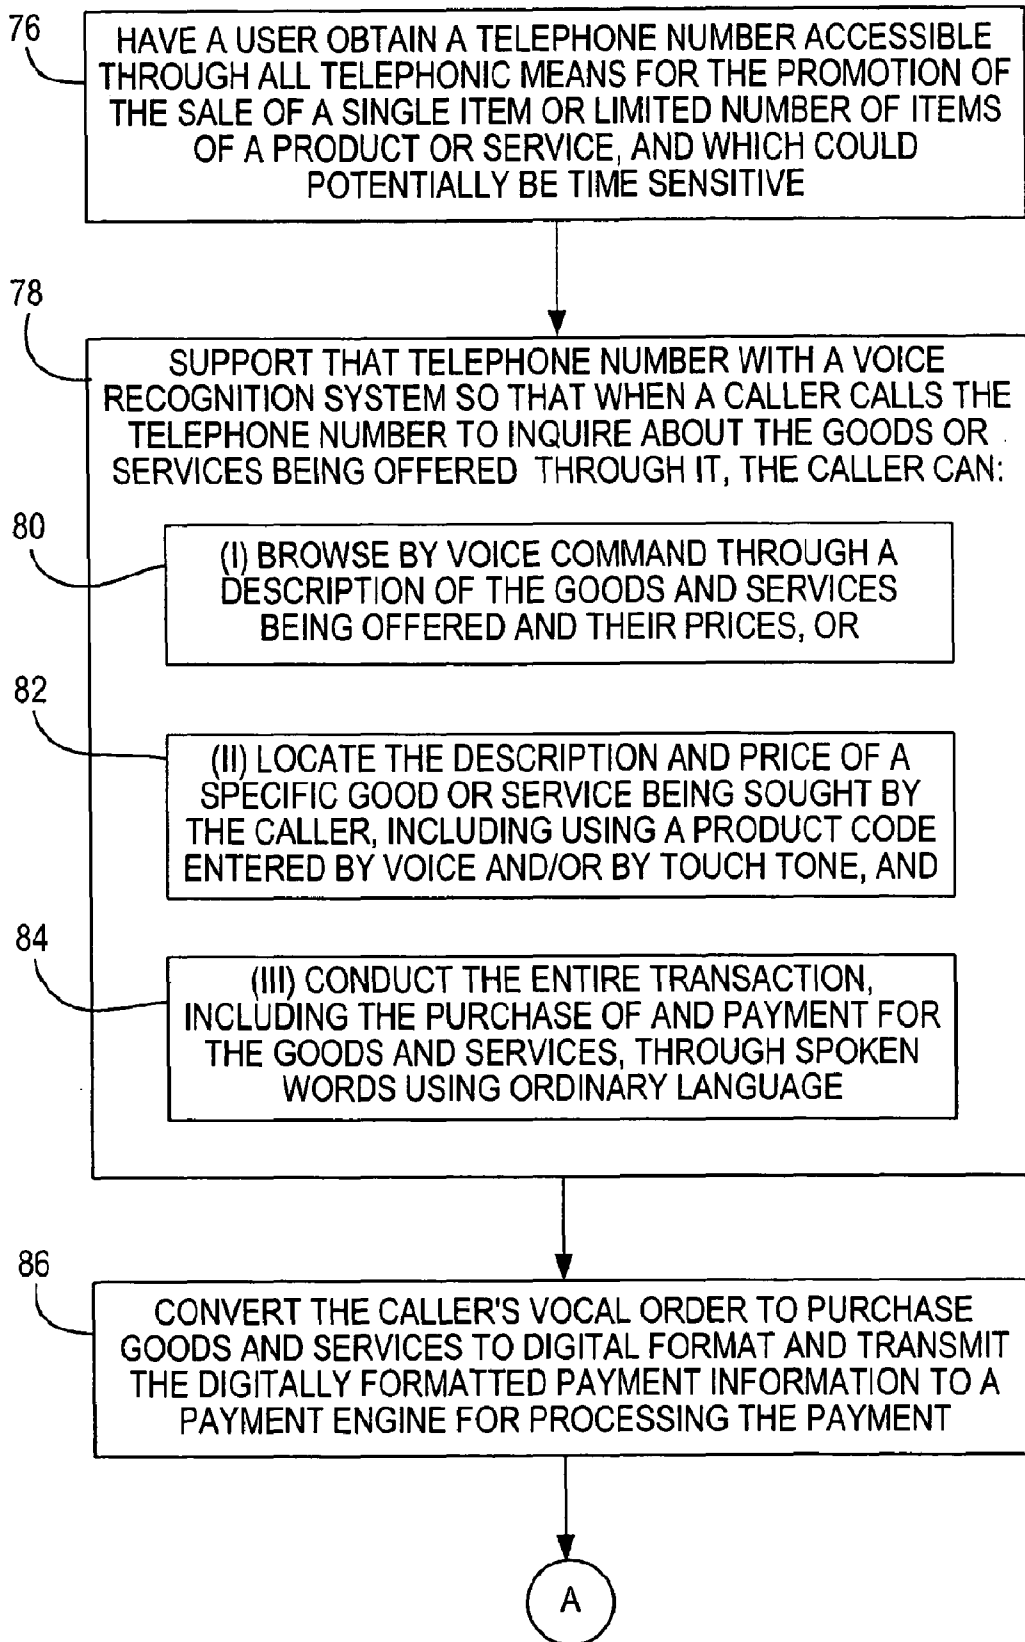 76
HAVE A USER OBTAIN A TELEPHONE NUMBER ACCESSIBLE
THROUGH ALL TELEPHONIC MEANS FOR THE PROMOTION OF
THE SALE OF A SINGLE ITEM OR LIMITED NUMBER OF ITEMS
OF A PRODUCT OR SERVICE, AND WHICH COULD
POTENTIALLY BE TIME SENSITIVE
78
SUPPORT THAT TELEPHONE NUMBER WITH A VOICE
RECOGNITION SYSTEM SO THAT WHEN A CALLER CALLS THE
TELEPHONE NUMBER TO INQUIRE ABOUT THE GOODS OR
SERVICES BEING OFFERED THROUGH IT, THE CALLER CAN:
80
(I) BROWSE BY VOICE COMMAND THROUGH A
DESCRIPTION OF THE GOODS AND SERVICES
BEING OFFERED AND THEIR PRICES, OR
82
(II) LOCATE THE DESCRIPTION AND PRICE OF A
SPECIFIC GOOD OR SERVICE BEING SOUGHT BY
THE CALLER, INCLUDING USING A PRODUCT CODE
ENTERED BY VOICE AND/OR BY TOUCH TONE, AND
84
(III) CONDUCT THE ENTIRE TRANSACTION,
INCLUDING THE PURCHASE OF AND PAYMENT FOR
THE GOODS AND SERVICES, THROUGH SPOKEN
WORDS USING ORDINARY LANGUAGE
86
CONVERT THE CALLER'S VOCAL ORDER TO PURCHASE
GOODS AND SERVICES TO DIGITAL FORMAT AND TRANSMIT
THE DIGITALLY FORMATTED PAYMENT INFORMATION TO A
PAYMENT ENGINE FOR PROCESSING THE PAYMENT
A